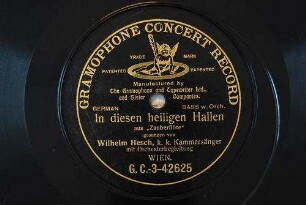 GRAMOPHONE CONCERT RECORD
TRADE MARK
PATENTED PATENTED
Manufactured by
The Gramophone and Typewriter Ltd.,
and Sister Companies.
GERMAN BASS w. Orch.
In diesen heiligen Hallen
aus „Zauberflöte"
gesungen von
Wilhelm Hesch, k. k. Kammersänger
mit Orchesterbegleitung
WIEN.
G.C.-3-42625